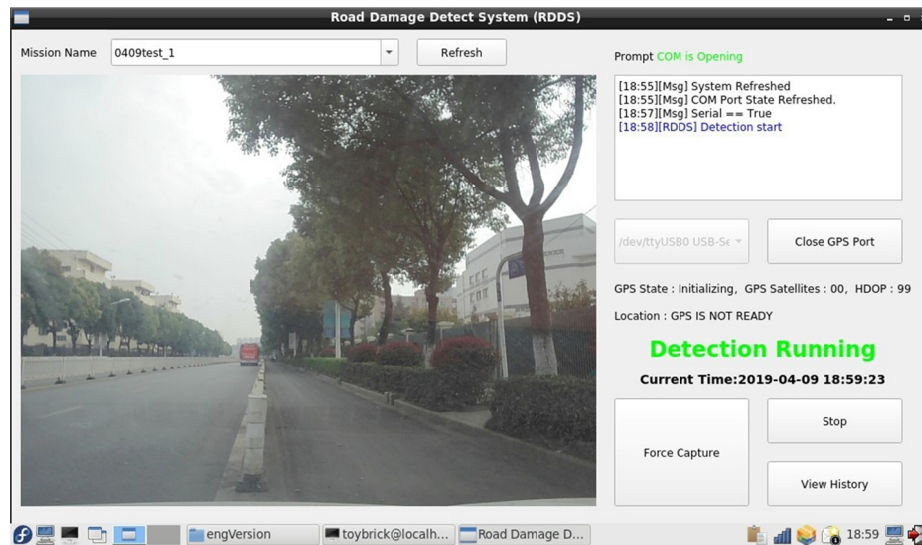 Road Damage Detect System (RDDS)
Mission Name 0409test_1 Refresh
Prompt COM is Opening
[18:55][Msg] System Refreshed
[18:55][Msg] COM Port State Refreshed.
[18:57][Msg] Serial == True
[18:58][RDDS] Detection start
/dev/ttyUSB0 USB-Se Close GPS Port
GPS State : Initializing, GPS Satellites : 00, HDOP : 99
Location : GPS IS NOT READY
Detection Running
Current Time:2019-04-09 18:59:23
Force Capture
Stop
View History
engVersion toybrick@localh... Road Damage D... 18:59